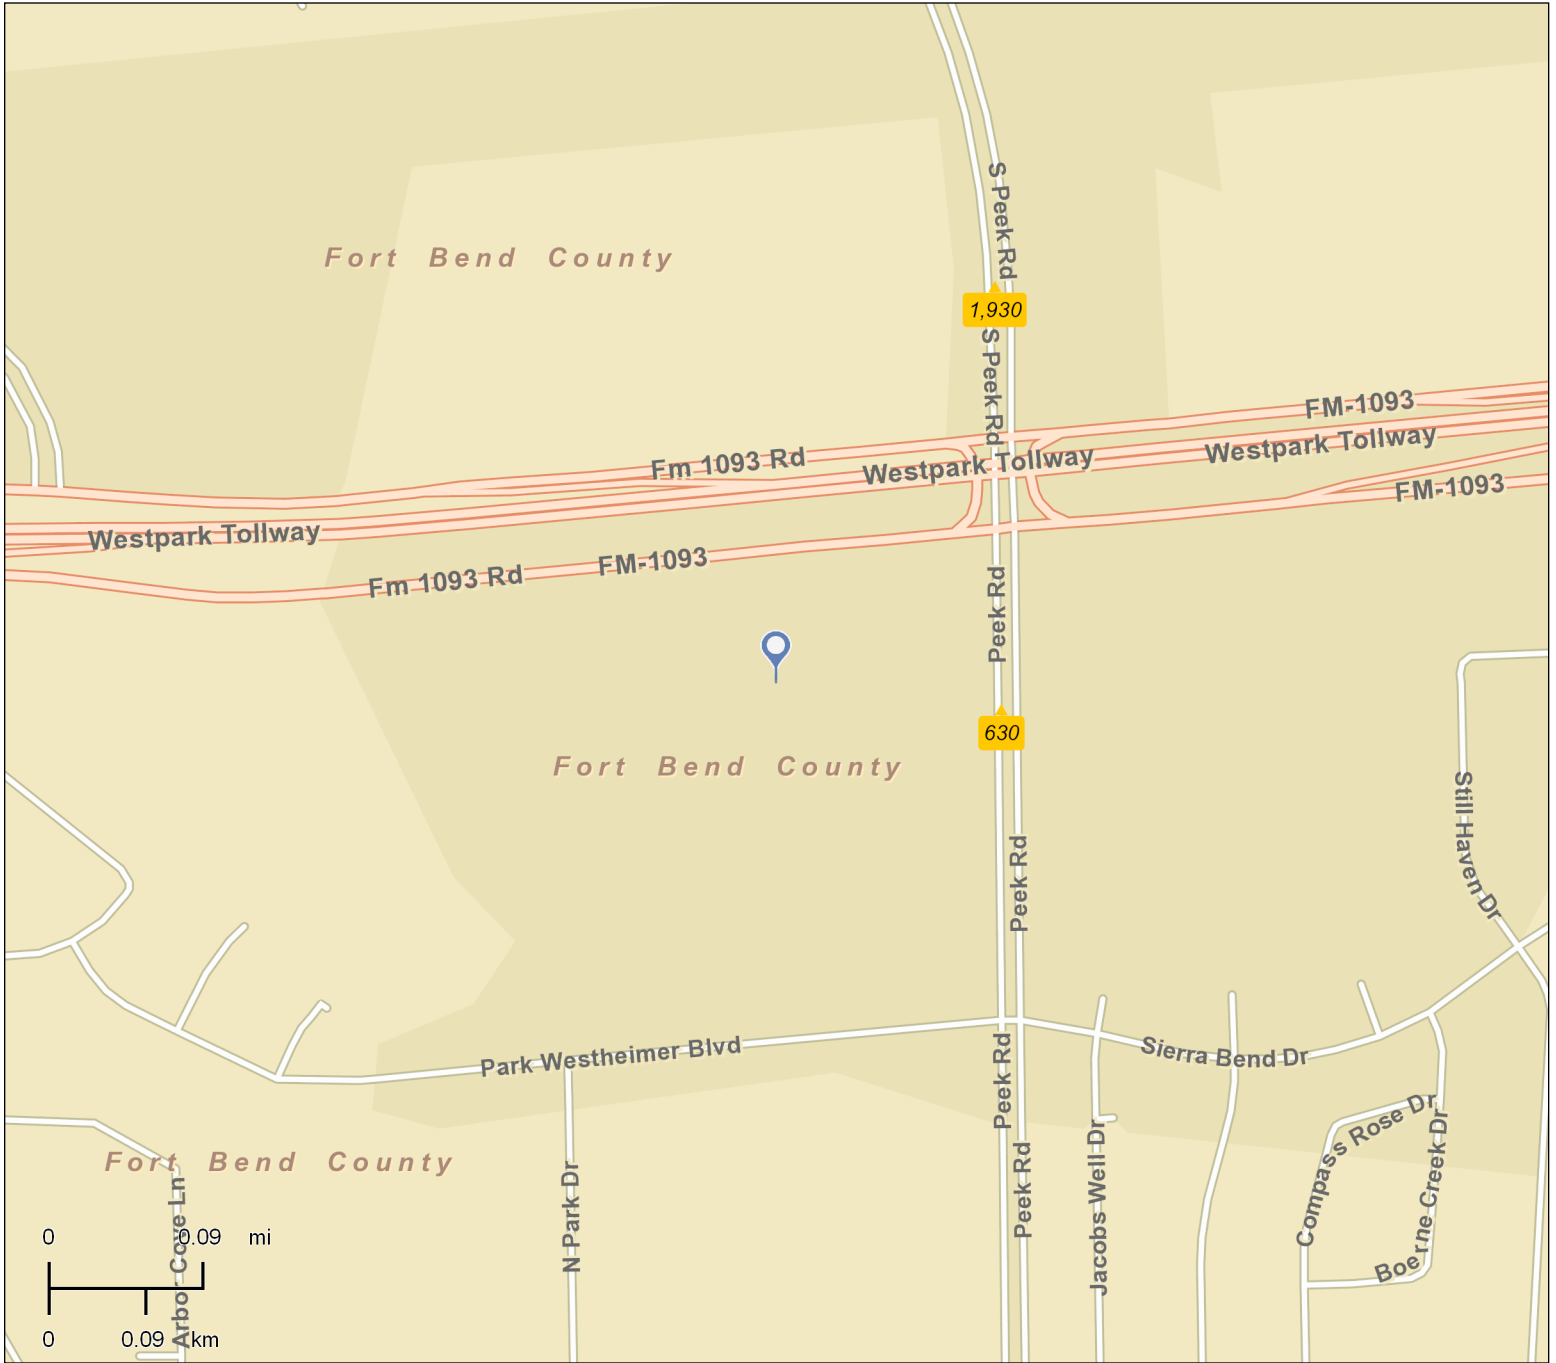 S Peek Rd
Fort Bend County
1,930
S Peek Rd
FM-1093
Fm 1093 Rd
Westpark Tollway
Westpark Tollway
FM-1093
Westpark Tollway
Fm 1093 Rd
FM-1093
Peek Rd
630
Fort Bend County
Still Haven Dr
Peek Rd
Park Westheimer Blvd
Sierra Bend Dr
Peek Rd
Compass Rose Dr
Fort Bend County
Peek Rd
N Park Dr
Jacobs Well Dr
Boerne Creek Dr
Arbor Cove Ln
0 0.09 mi
0 0.09 km